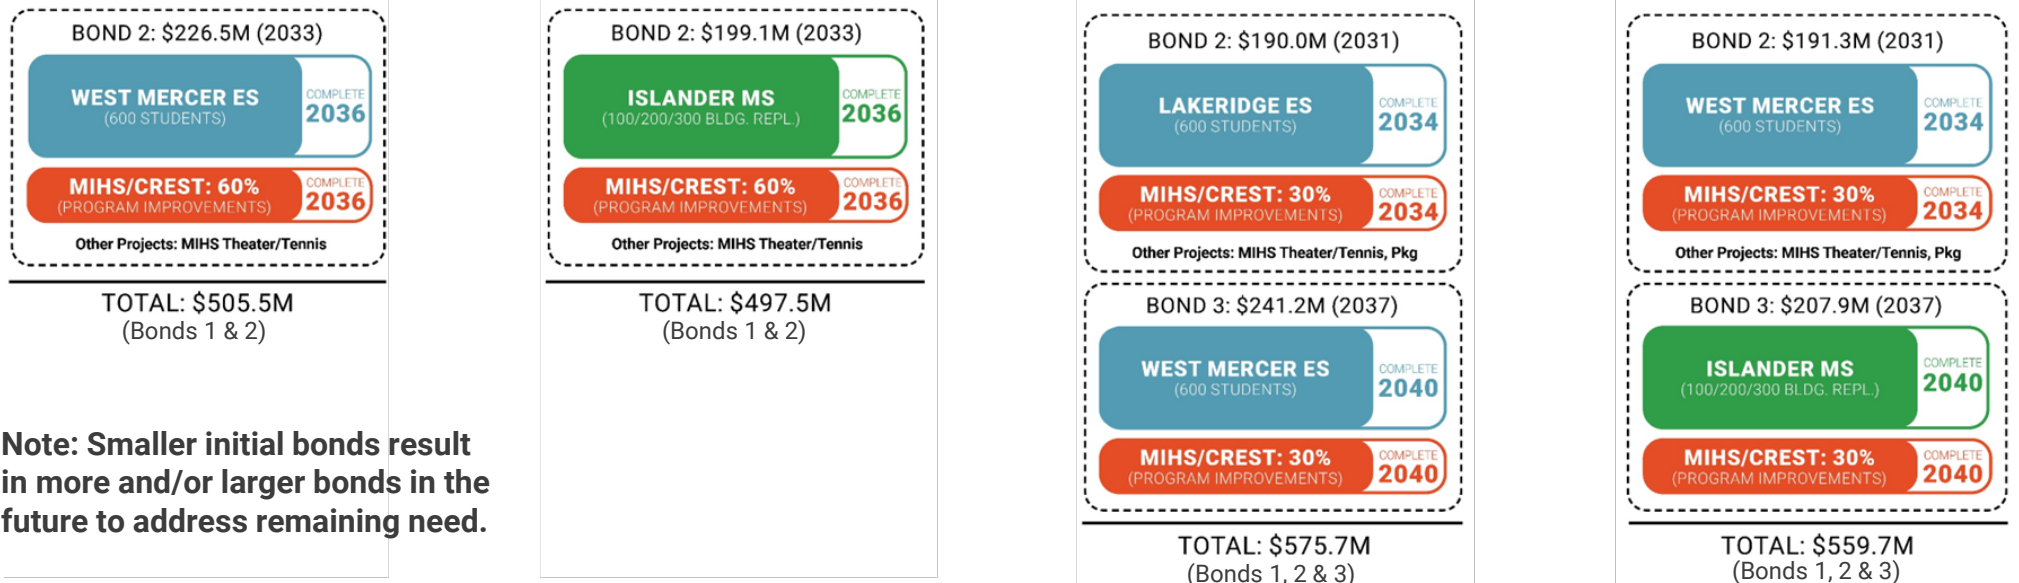 BOND 2: $226.5M (2033)
WEST MERCER ES
(600 STUDENTS)
COMPLETE
2036
MIHS/CREST: 60%
(PROGRAM IMPROVEMENTS)
COMPLETE
2036
Other Projects: MIHS Theater/Tennis
TOTAL: $505.5M
(Bonds 1 & 2)
Note: Smaller initial bonds result
in more and/or larger bonds in the
future to address remaining need.
BOND 2: $199.1M (2033)
ISLANDER MS
(100/200/300 BLDG. REPL.)
COMPLETE
2036
MIHS/CREST: 60%
(PROGRAM IMPROVEMENTS)
COMPLETE
2036
Other Projects: MIHS Theater/Tennis
TOTAL: $497.5M
(Bonds 1 & 2)
BOND 2: $190.0M (2031)
LAKERIDGE ES
(600 STUDENTS)
COMPLETE
2034
MIHS/CREST: 30%
(PROGRAM IMPROVEMENTS)
COMPLETE
2034
Other Projects: MIHS Theater/Tennis, Pkg
BOND 3: $241.2M (2037)
WEST MERCER ES
(600 STUDENTS)
COMPLETE
2040
MIHS/CREST: 30%
(PROGRAM IMPROVEMENTS)
COMPLETE
2040
TOTAL: $575.7M
(Bonds 1, 2 & 3)
BOND 2: $191.3M (2031)
WEST MERCER ES
(600 STUDENTS)
COMPLETE
2034
MIHS/CREST: 30%
(PROGRAM IMPROVEMENTS)
COMPLETE
2034
Other Projects: MIHS Theater/Tennis, Pkg
BOND 3: $207.9M (2037)
ISLANDER MS
(100/200/300 BLDG. REPL.)
COMPLETE
2040
MIHS/CREST: 30%
(PROGRAM IMPROVEMENTS)
COMPLETE
2040
TOTAL: $559.7M
(Bonds 1, 2 & 3)